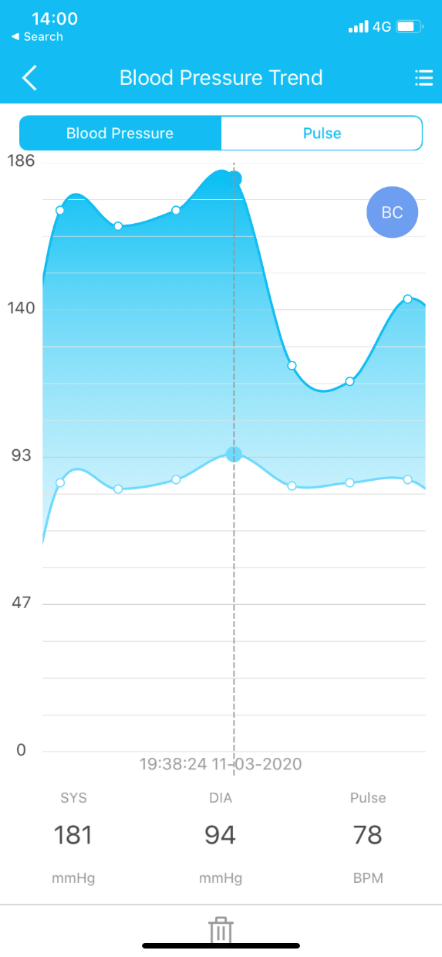 14:00
4G
◀ Search
Blood Pressure Trend
Blood Pressure Pulse
186
BC
140
93
47
0
19:38:24 11-03-2020
SYS DIA Pulse
181 94 78
mmHg mmHg BPM